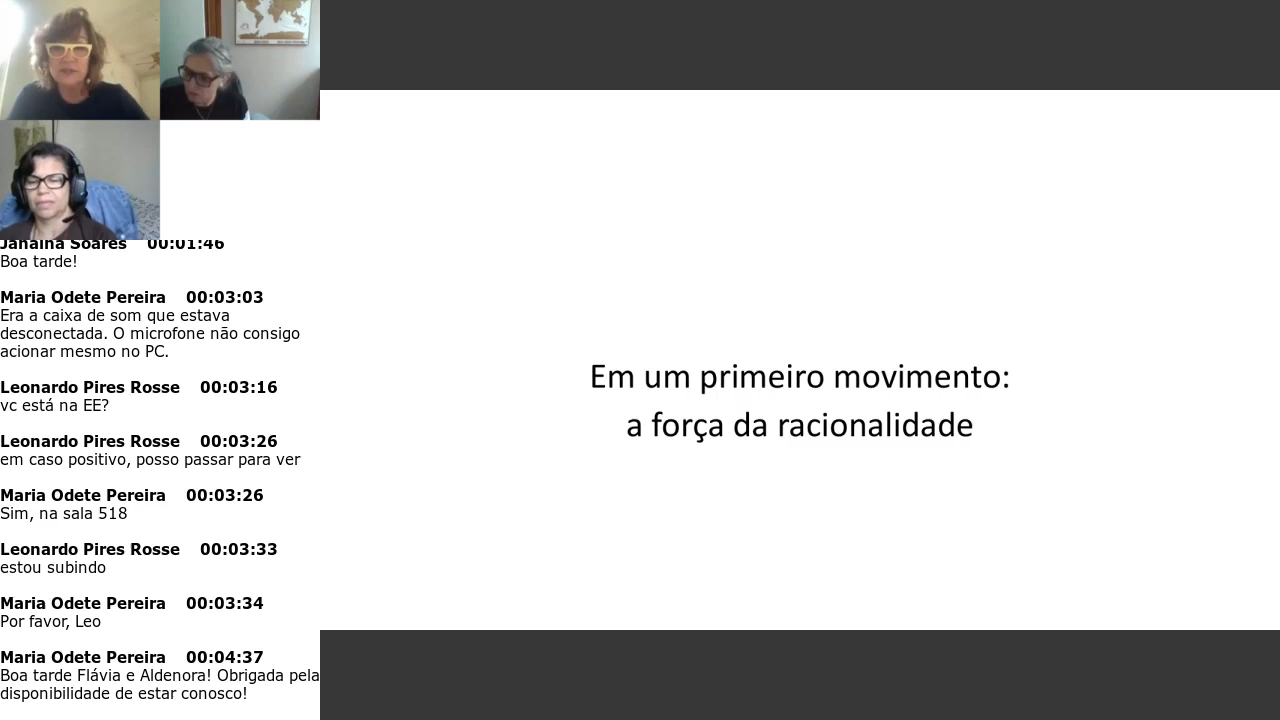 Janaína Soares 00:01:46
Boa tarde!
Maria Odete Pereira 00:03:03
Era a caixa de som que estava
desconectada. O microfone não consigo
acionar mesmo no PC.
Leonardo Pires Rosse 00:03:16
vc está na EE?
Leonardo Pires Rosse 00:03:26
em caso positivo, posso passar para ver
Maria Odete Pereira 00:03:26
Sim, na sala 518
Leonardo Pires Rosse 00:03:33
estou subindo
Maria Odete Pereira 00:03:34
Por favor, Leo
Maria Odete Pereira 00:04:37
Boa tarde Flávia e Aldenora! Obrigada pela
disponibilidade de estar conosco!
Em um primeiro movimento:
a força da racionalidade